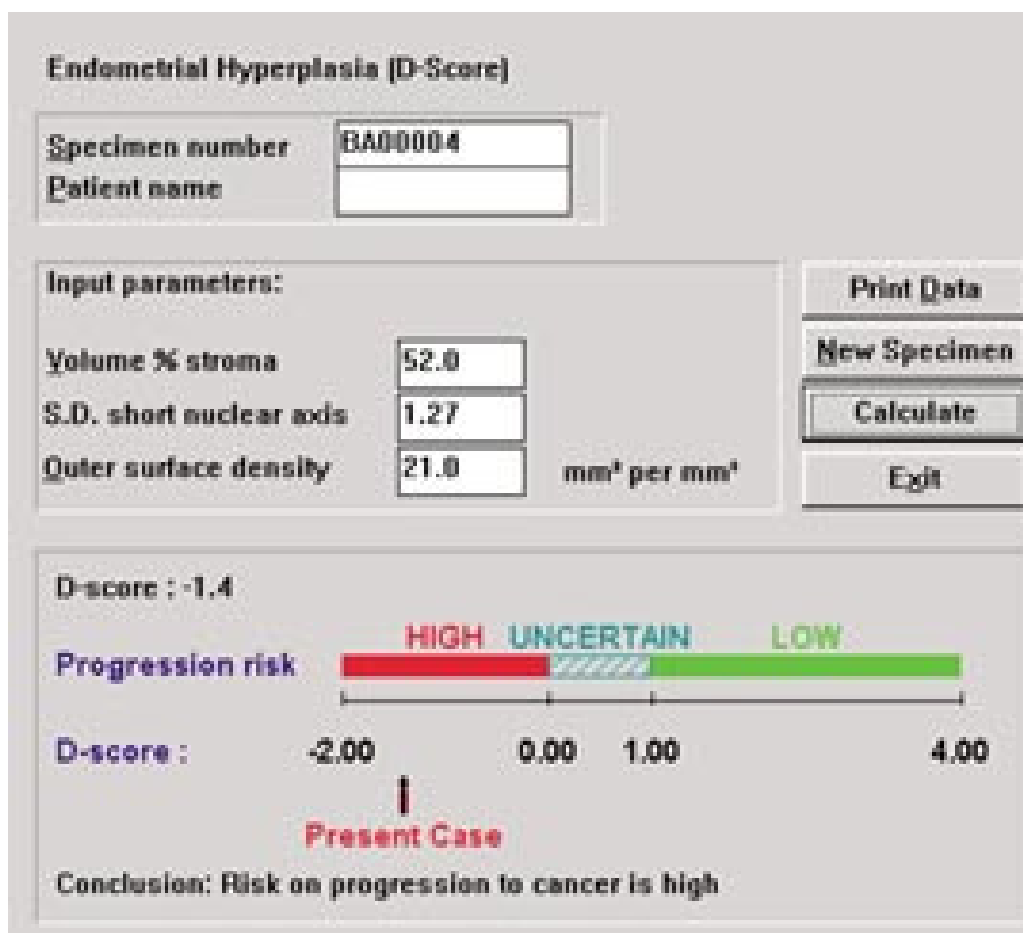 Endometrial Hyperplasia (D-Score)
Specimen number BA00004
Patient name
Input parameters:
Print Data
Volume % stroma 52.0
New Specimen
S.D. short nuclear axis 1.27
Calculate
Outer surface density 21.0 mm² per mm³
Exit
D-score : -1.4
HIGH UNCERTAIN LOW
Progression risk
D-score : -2.00 0.00 1.00 4.00
Present Case
Conclusion: Risk on progression to cancer is high